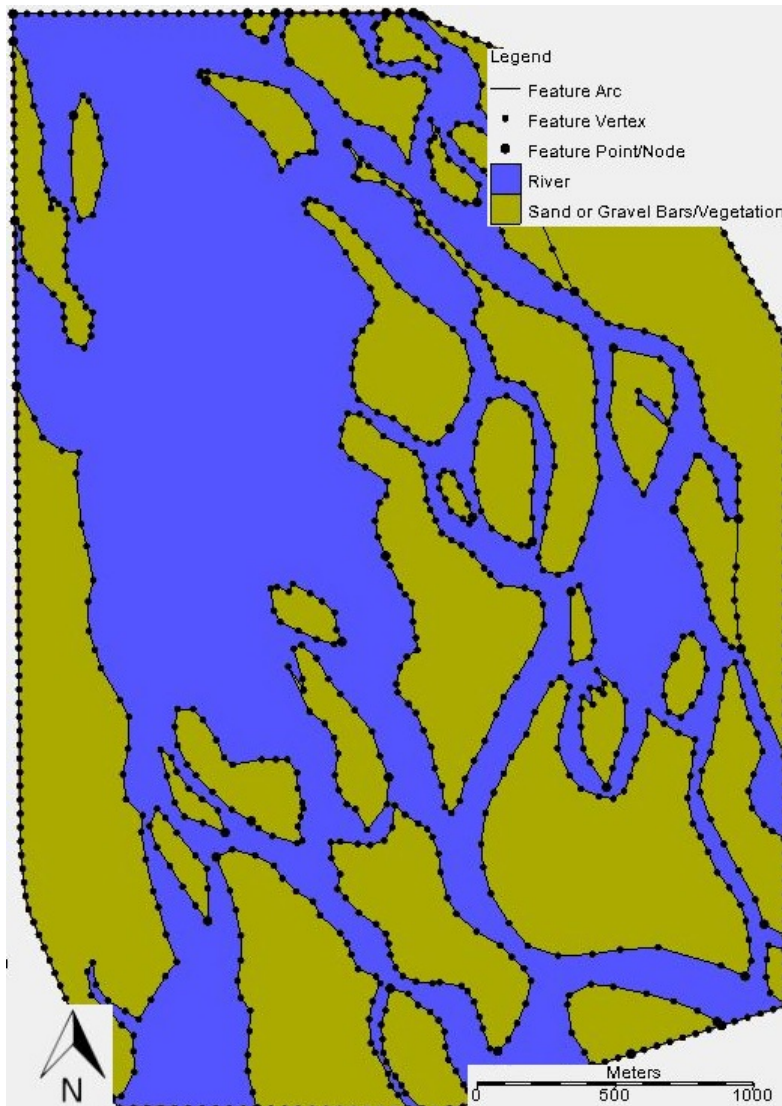 Legend
Feature Arc
Feature Vertex
Feature Point/Node
River
Sand or Gravel Bars/Vegetation
N
Meters
0 500 1000